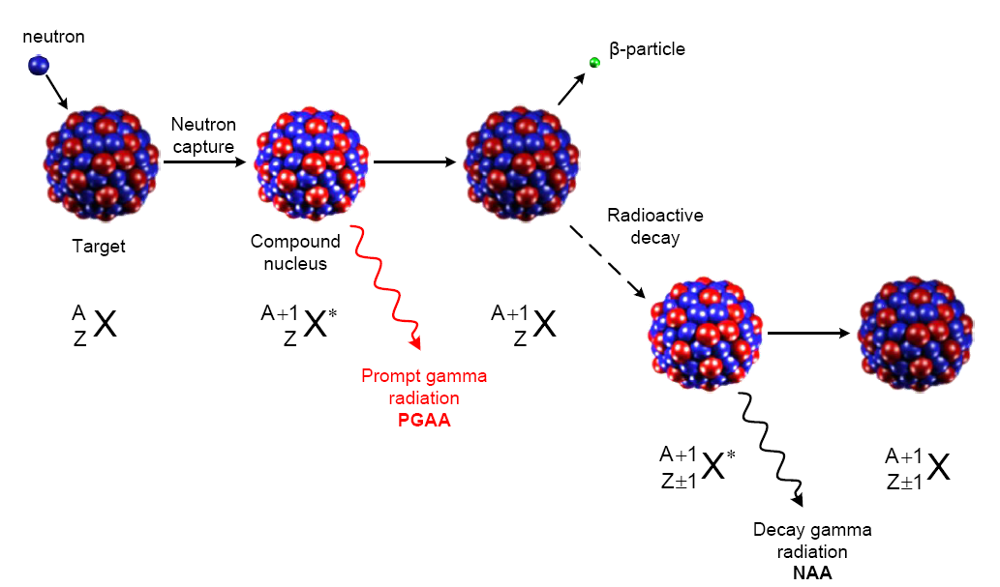 neutron
β-particle
Neutron
capture
Target
Compound
nucleus
Radioactive
decay
A
Z X
A+1
Z X*
A+1
Z X
Prompt gamma
radiation
PGAA
A+1
Z±1 X*
A+1
Z±1 X
Decay gamma
radiation
NAA